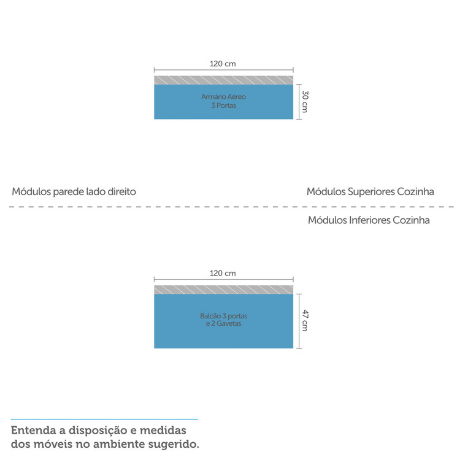 120 cm
Armário Aéreo
3 Portas
30 cm
Módulos parede lado direito
Módulos Superiores Cozinha
Módulos Inferiores Cozinha
120 cm
Balcão 3 portas
e 2 Gavetas
47 cm
Entenda a disposição e medidas
dos móveis no ambiente sugerido.